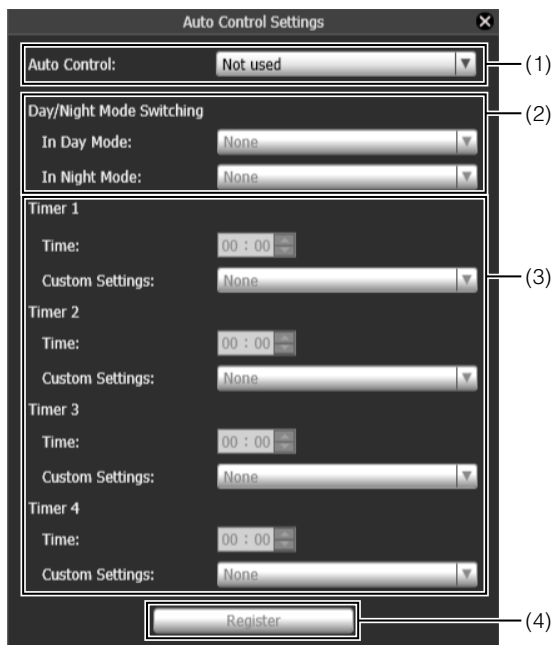 Auto Control Settings
Auto Control: Not used (1)
Day/Night Mode Switching (2)
In Day Mode: None
In Night Mode: None
Timer 1
Time: 00 : 00
Custom Settings: None (3)
Timer 2
Time: 00 : 00
Custom Settings: None
Timer 3
Time: 00 : 00
Custom Settings: None
Timer 4
Time: 00 : 00
Custom Settings: None
Register (4)